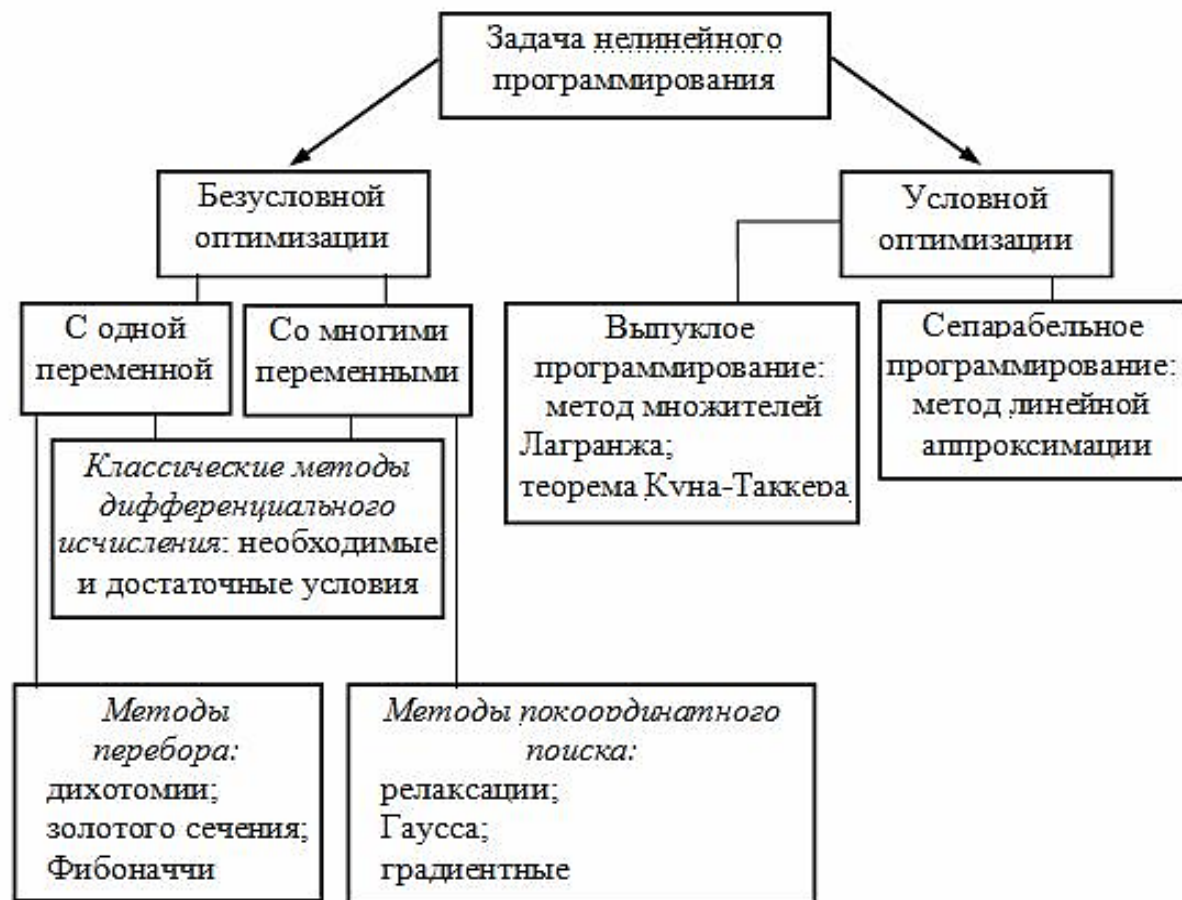 Задача нелинейного
программирования
Безусловной
оптимизации
Условной
оптимизации
С одной
переменной
Со многими
переменными
Выпуклое
программирование:
метод множителей
Лагранжа;
теорема Куна-Таккера
Сепарабельное
программирование:
метод линейной
аппроксимации
Классические методы
дифференциального
исчисления: необходимые
и достаточные условия
Методы
перебора:
дихотомии;
золотого сечения;
Фибоначчи
Методы покоординатного
поиска:
релаксации;
Гаусса;
градиентные